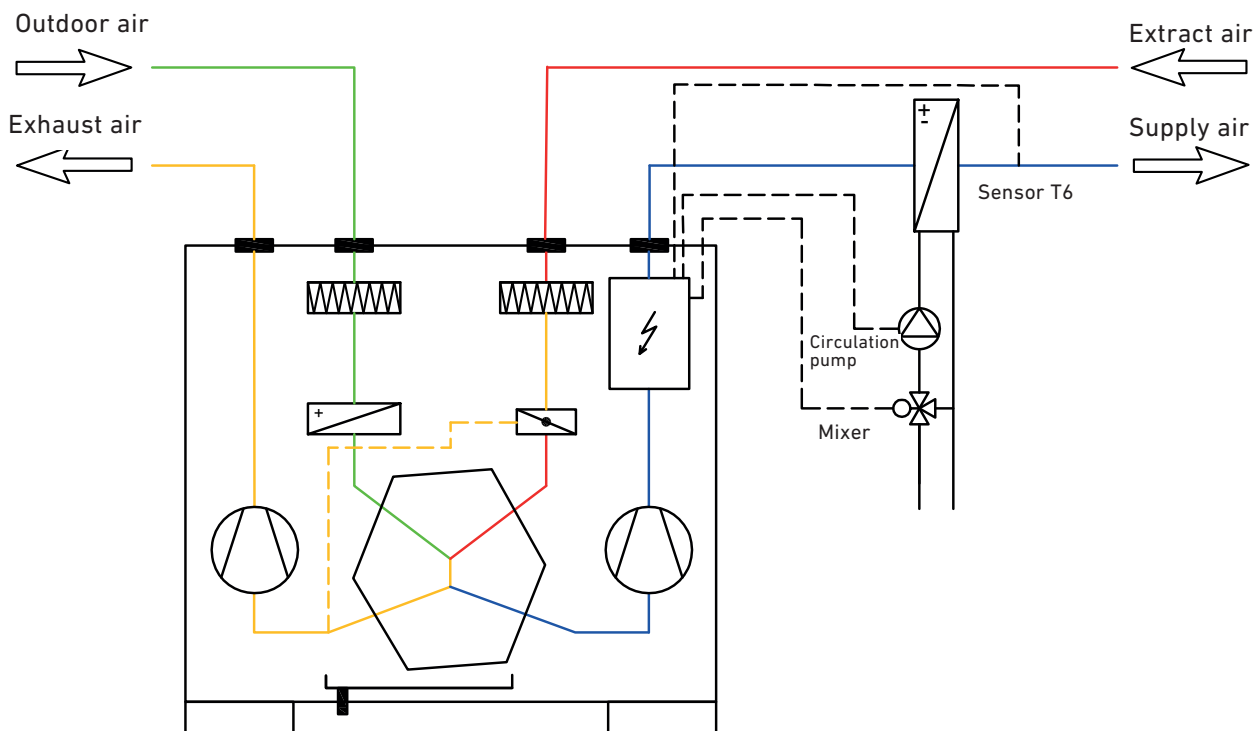 Outdoor air
Extract air
Exhaust air
Supply air
+
-
Sensor T6
Circulation
pump
+
Mixer